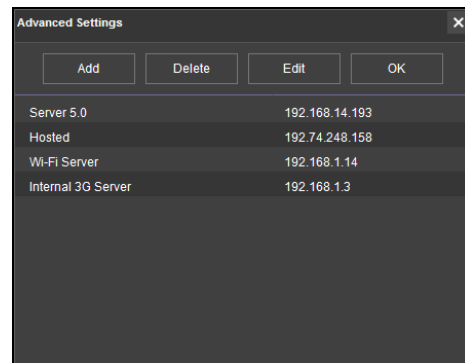 Advanced Settings
Add Delete Edit OK
Server 5.0 192.168.14.193
Hosted 192.74.248.158
Wi-Fi Server 192.168.1.14
Internal 3G Server 192.168.1.3